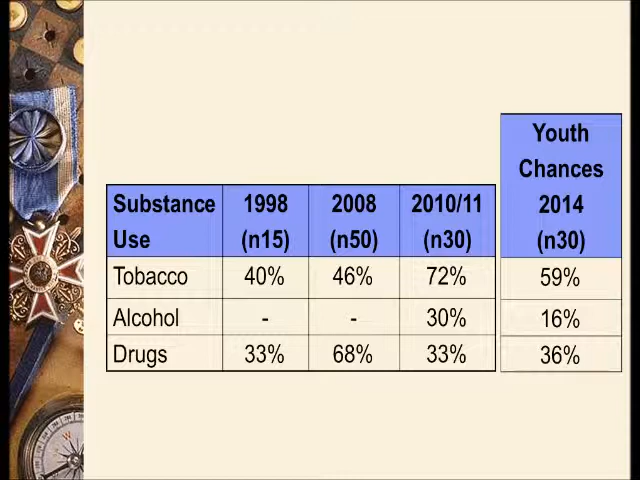 Youth
Chances
2014
(n30)
Substance Use 1998 (n15) 2008 (n50) 2010/11 (n30)
Tobacco 40% 46% 72% 59%
Alcohol - - 30% 16%
Drugs 33% 68% 33% 36%